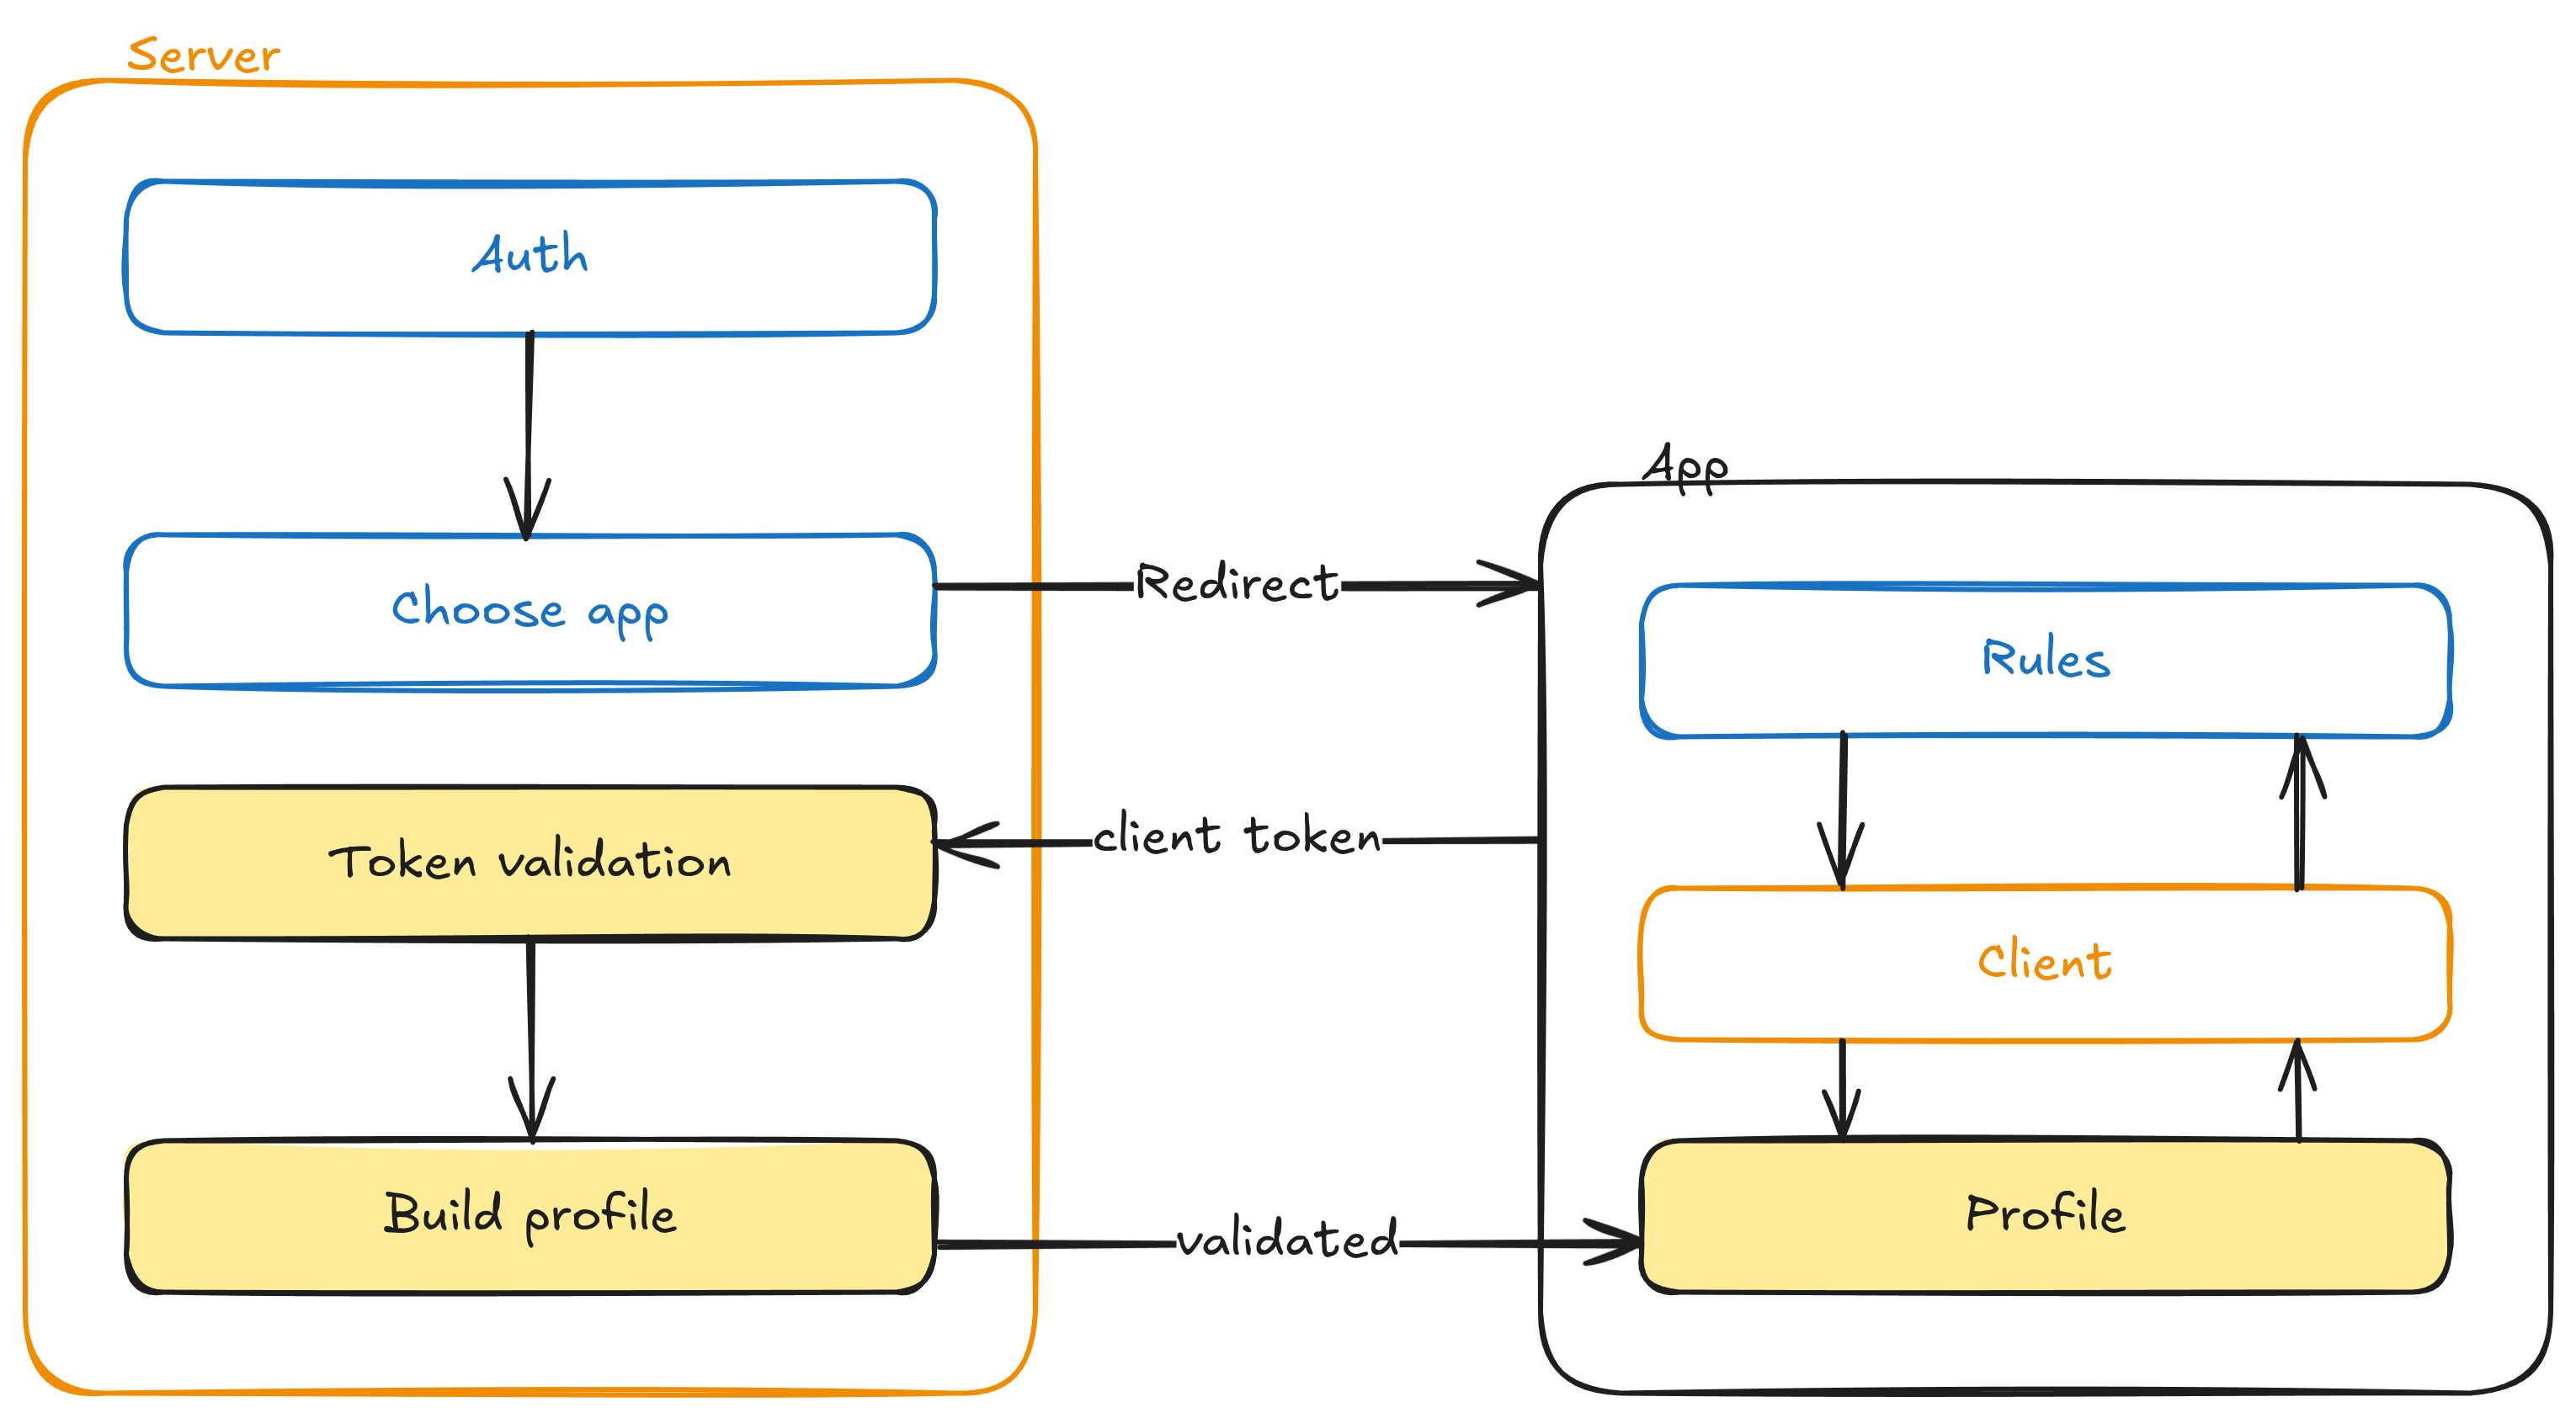 Server
Auth
Choose app
Redirect
App
Rules
Token validation
client token
Client
Build profile
validated
Profile